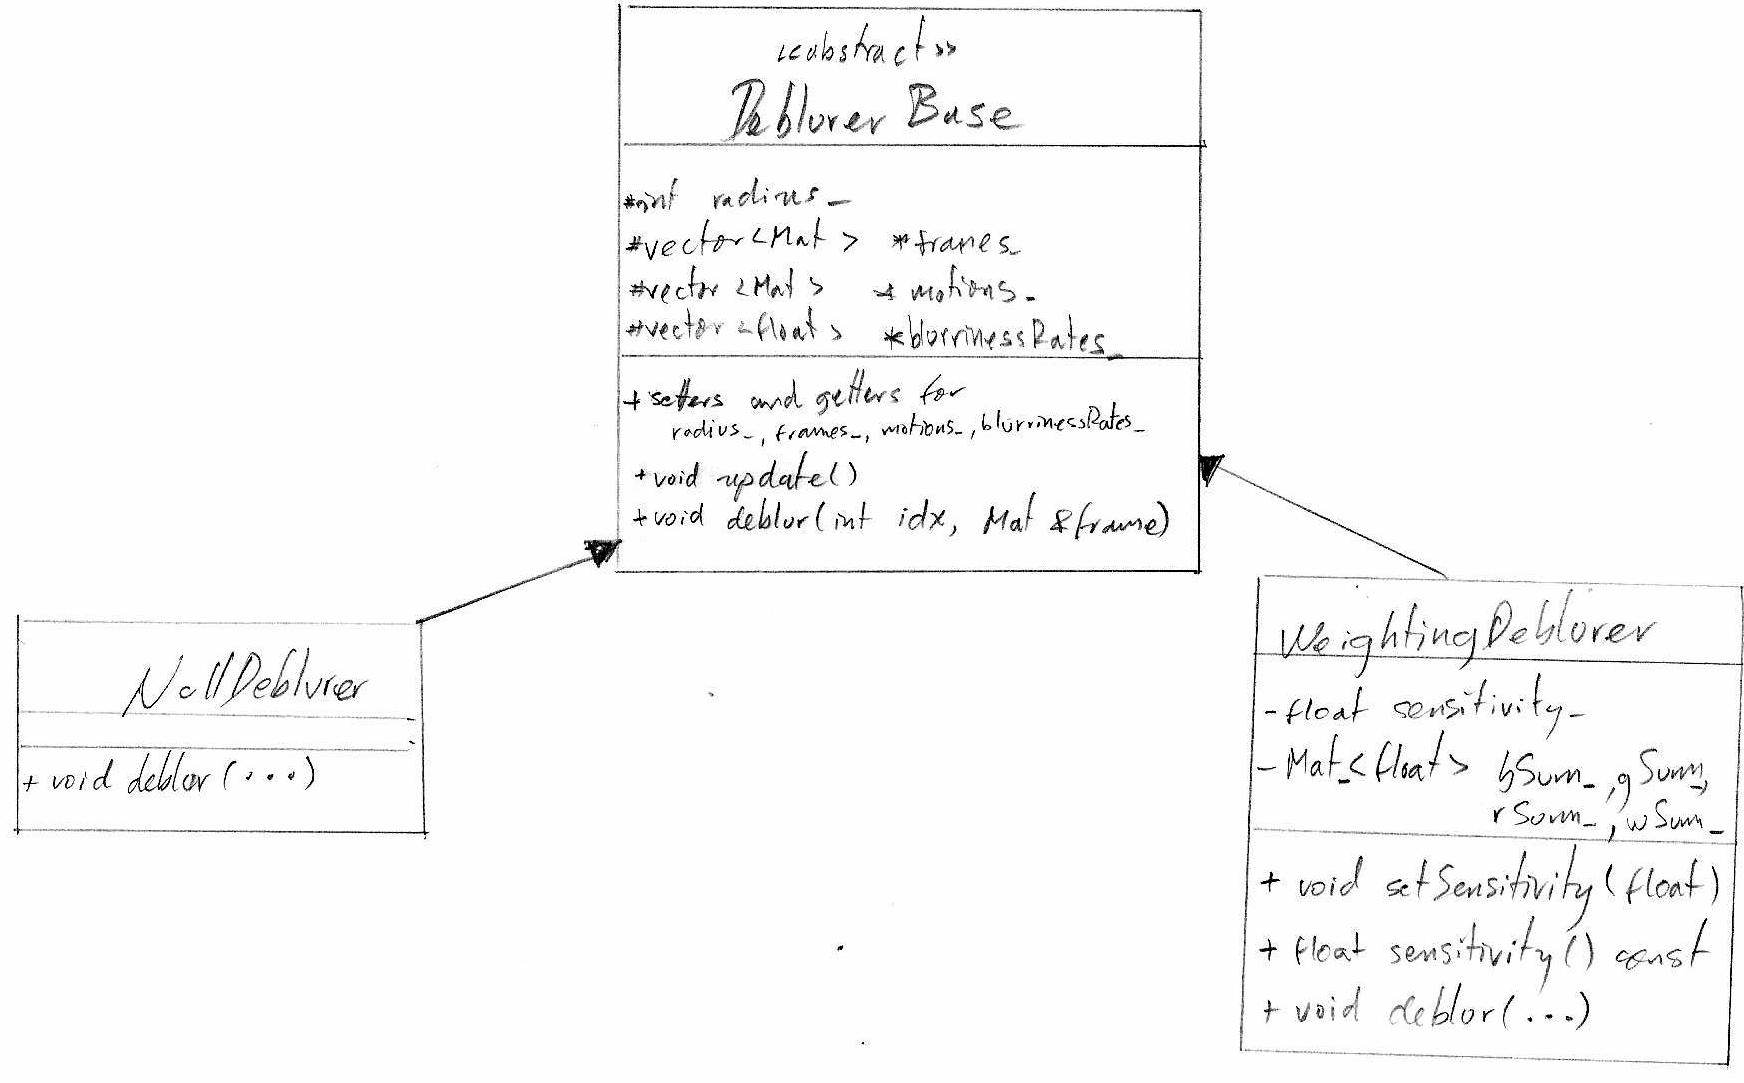 <<abstract>>
Deblurer Base
#int radius_
#vector<Mat> *frames_
#vector<Mat> *motions_
#vector<float> *blurrinessRates_
+setters and getters for
radius_, frames_, motions_, blurrinessRates_
+void update()
+void deblur(int idx, Mat &frame)
NullDeblurer
+ void deblur(...)
WeightingDeblurer
-float sensitivity_
-Mat_<float> bSum_, gSum_,
rSum_, wSum_
+ void setSensitivity(float)
+ float sensitivity() const
+ void deblur(...)